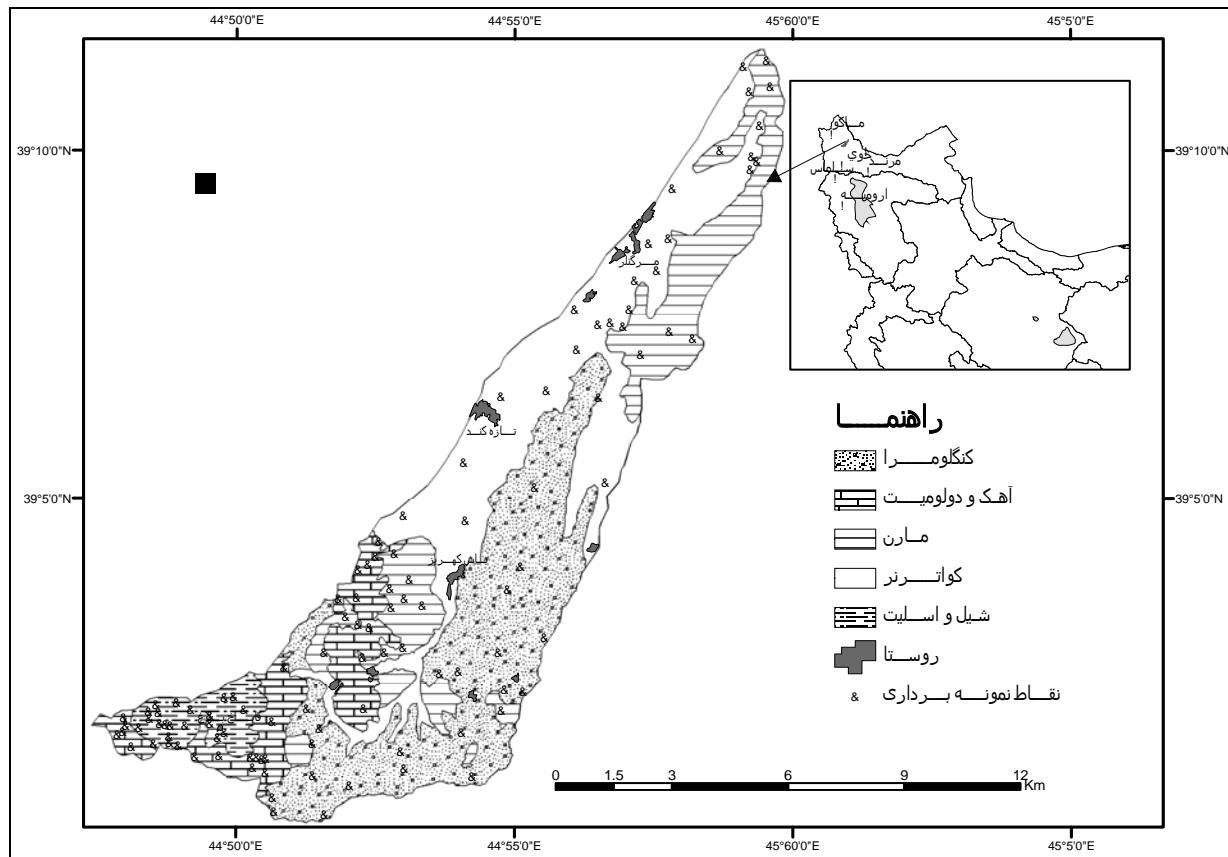 44°50'0"E 44°55'0"E 45°60'0"E 45°5'0"E
39°10'0"N 39°10'0"N
ماکو
خوي
مرند
سلماس
ارومیه
مرکنلر
تازه کند
39°5'0"N 39°5'0"N
راهنما
کنگلومرا
آهک و دولومیت
مارن
کواترنر
شیل و اسلیت
روستا
& نقاط نمونه برداری
0 1.5 3 6 9 12
Km
44°50'0"E 44°55'0"E 45°60'0"E 45°5'0"E